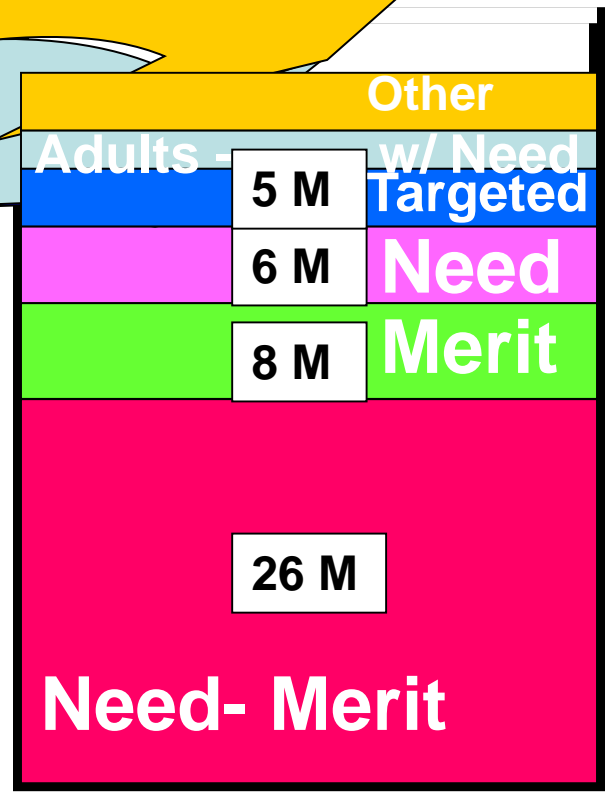 Other
Adults - w/ Need
5 M Targeted
6 M Need
8 M Merit
26 M
Need- Merit